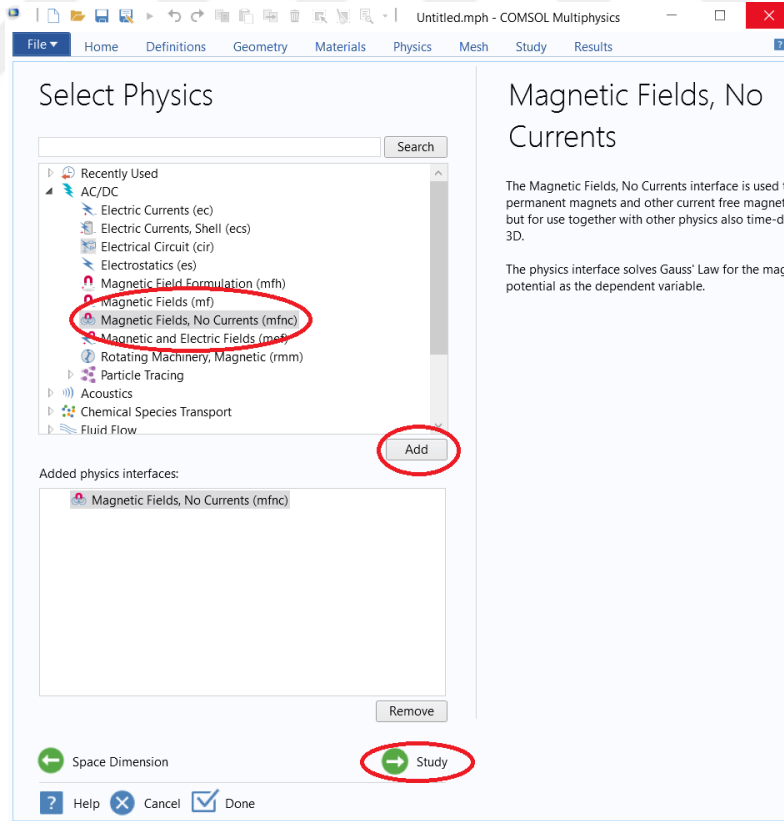 Untitled.mph - COMSOL Multiphysics
File Home Definitions Geometry Materials Physics Mesh Study Results ?
Select Physics
Search
Recently Used
AC/DC
Electric Currents (ec)
Electric Currents, Shell (ecs)
Electrical Circuit (cir)
Electrostatics (es)
Magnetic Field Formulation (mfh)
Magnetic Fields (mf)
Magnetic Fields, No Currents (mfnc)
Magnetic and Electric Fields (mef)
Rotating Machinery, Magnetic (rmm)
Particle Tracing
Acoustics
Chemical Species Transport
Fluid Flow
Add
Added physics interfaces:
Magnetic Fields, No Currents (mfnc)
Remove
Space Dimension
Study
? Help Cancel Done
Magnetic Fields, No
Currents
The Magnetic Fields, No Currents interface is used
permanent magnets and other current free magnet
but for use together with other physics also time-d
3D.
The physics interface solves Gauss' Law for the mag
potential as the dependent variable.